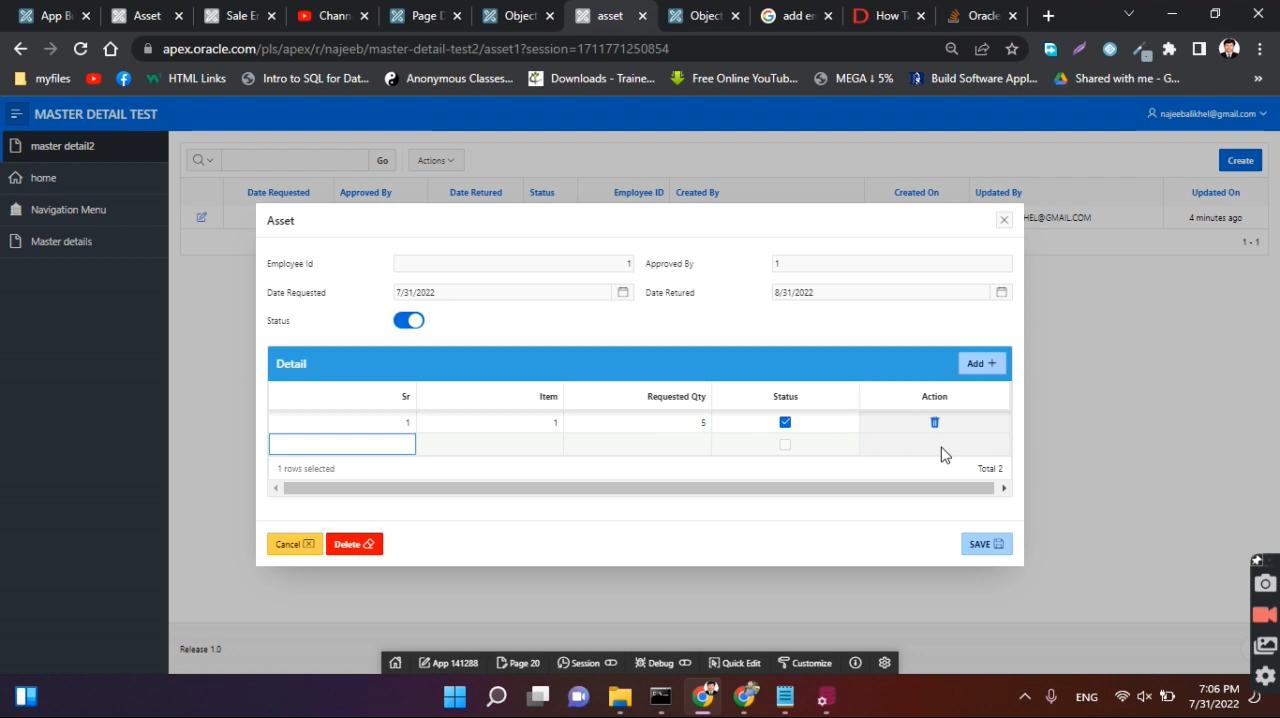 App Bu
Asset
Sale Er
Chann
Page D
Object
asset
Object
add er
How T
Oracle
apex.oracle.com/pls/apex/r/najeeb/master-detail-test2/asset1?session=1711771250854
myfiles
HTML Links
Intro to SQL for Dat...
Anonymous Classes...
Downloads - Traine...
Free Online YouTub...
MEGA ↓ 5%
Build Software Appl...
Shared with me - G...
»
MASTER DETAIL TEST
najeebalikhel@gmail.com
master detail2
home
Navigation Menu
Master details
Go
Actions
Create
Date Requested
Approved By
Date Retured
Status
Employee ID
Created By
Created On
Updated By
Updated On
HEL@GMAIL.COM
4 minutes ago
1 - 1
Asset
Employee Id
1
Approved By
1
Date Requested
7/31/2022
Date Retured
8/31/2022
Status
Detail
Add +
Sr
Item
Requested Qty
Status
Action
1
1
5
1 rows selected
Total 2
Cancel
Delete
SAVE
Release 1.0
App 141288
Page 20
Session
Debug
Quick Edit
Customize
ENG
7:06 PM
7/31/2022